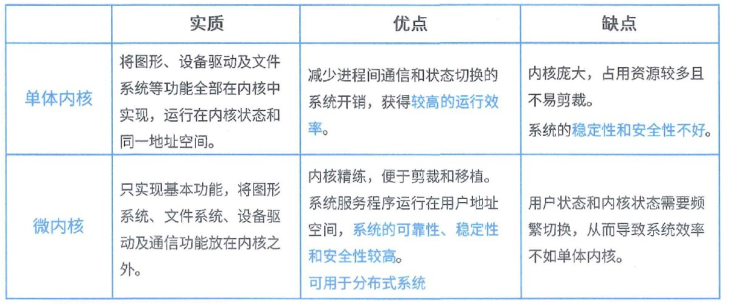 实质
优点
缺点
单体内核
将图形、设备驱动及文件
系统等功能全部在内核中
实现，运行在内核状态和
同一地址空间。
减少进程间通信和状态切换的
系统开销，获得较高的运行效
率。
内核庞大，占用资源较多且
不易剪裁。
系统的稳定性和安全性不好。
微内核
只实现基本功能，将图形
系统、文件系统、设备驱
动及通信功能放在内核之
外。
内核精练，便于剪裁和移植。
系统服务程序运行在用户地址
空间，系统的可靠性、稳定性
和安全性较高。
可用于分布式系统
用户状态和内核状态需要频
繁切换，从而导致系统效率
不如单体内核。